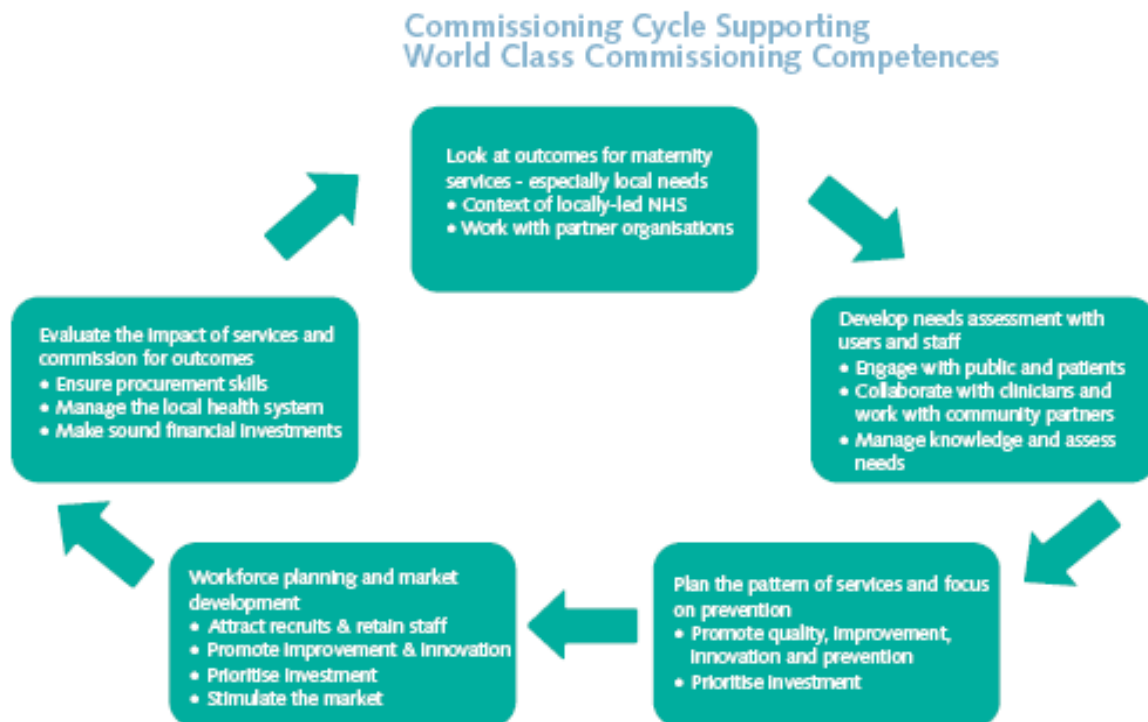 Commissioning Cycle Supporting
World Class Commissioning Competences
Look at outcomes for maternity
services - especially local needs
• Context of locally-led NHS
• Work with partner organisations
Develop needs assessment with
users and staff
• Engage with public and patients
• Collaborate with clinicians and
work with community partners
• Manage knowledge and assess
needs
Plan the pattern of services and focus
on prevention
• Promote quality, improvement,
innovation and prevention
• Prioritise investment
Workforce planning and market
development
• Attract recruits & retain staff
• Promote improvement & innovation
• Prioritise investment
• Stimulate the market
Evaluate the impact of services and
commission for outcomes
• Ensure procurement skills
• Manage the local health system
• Make sound financial investments